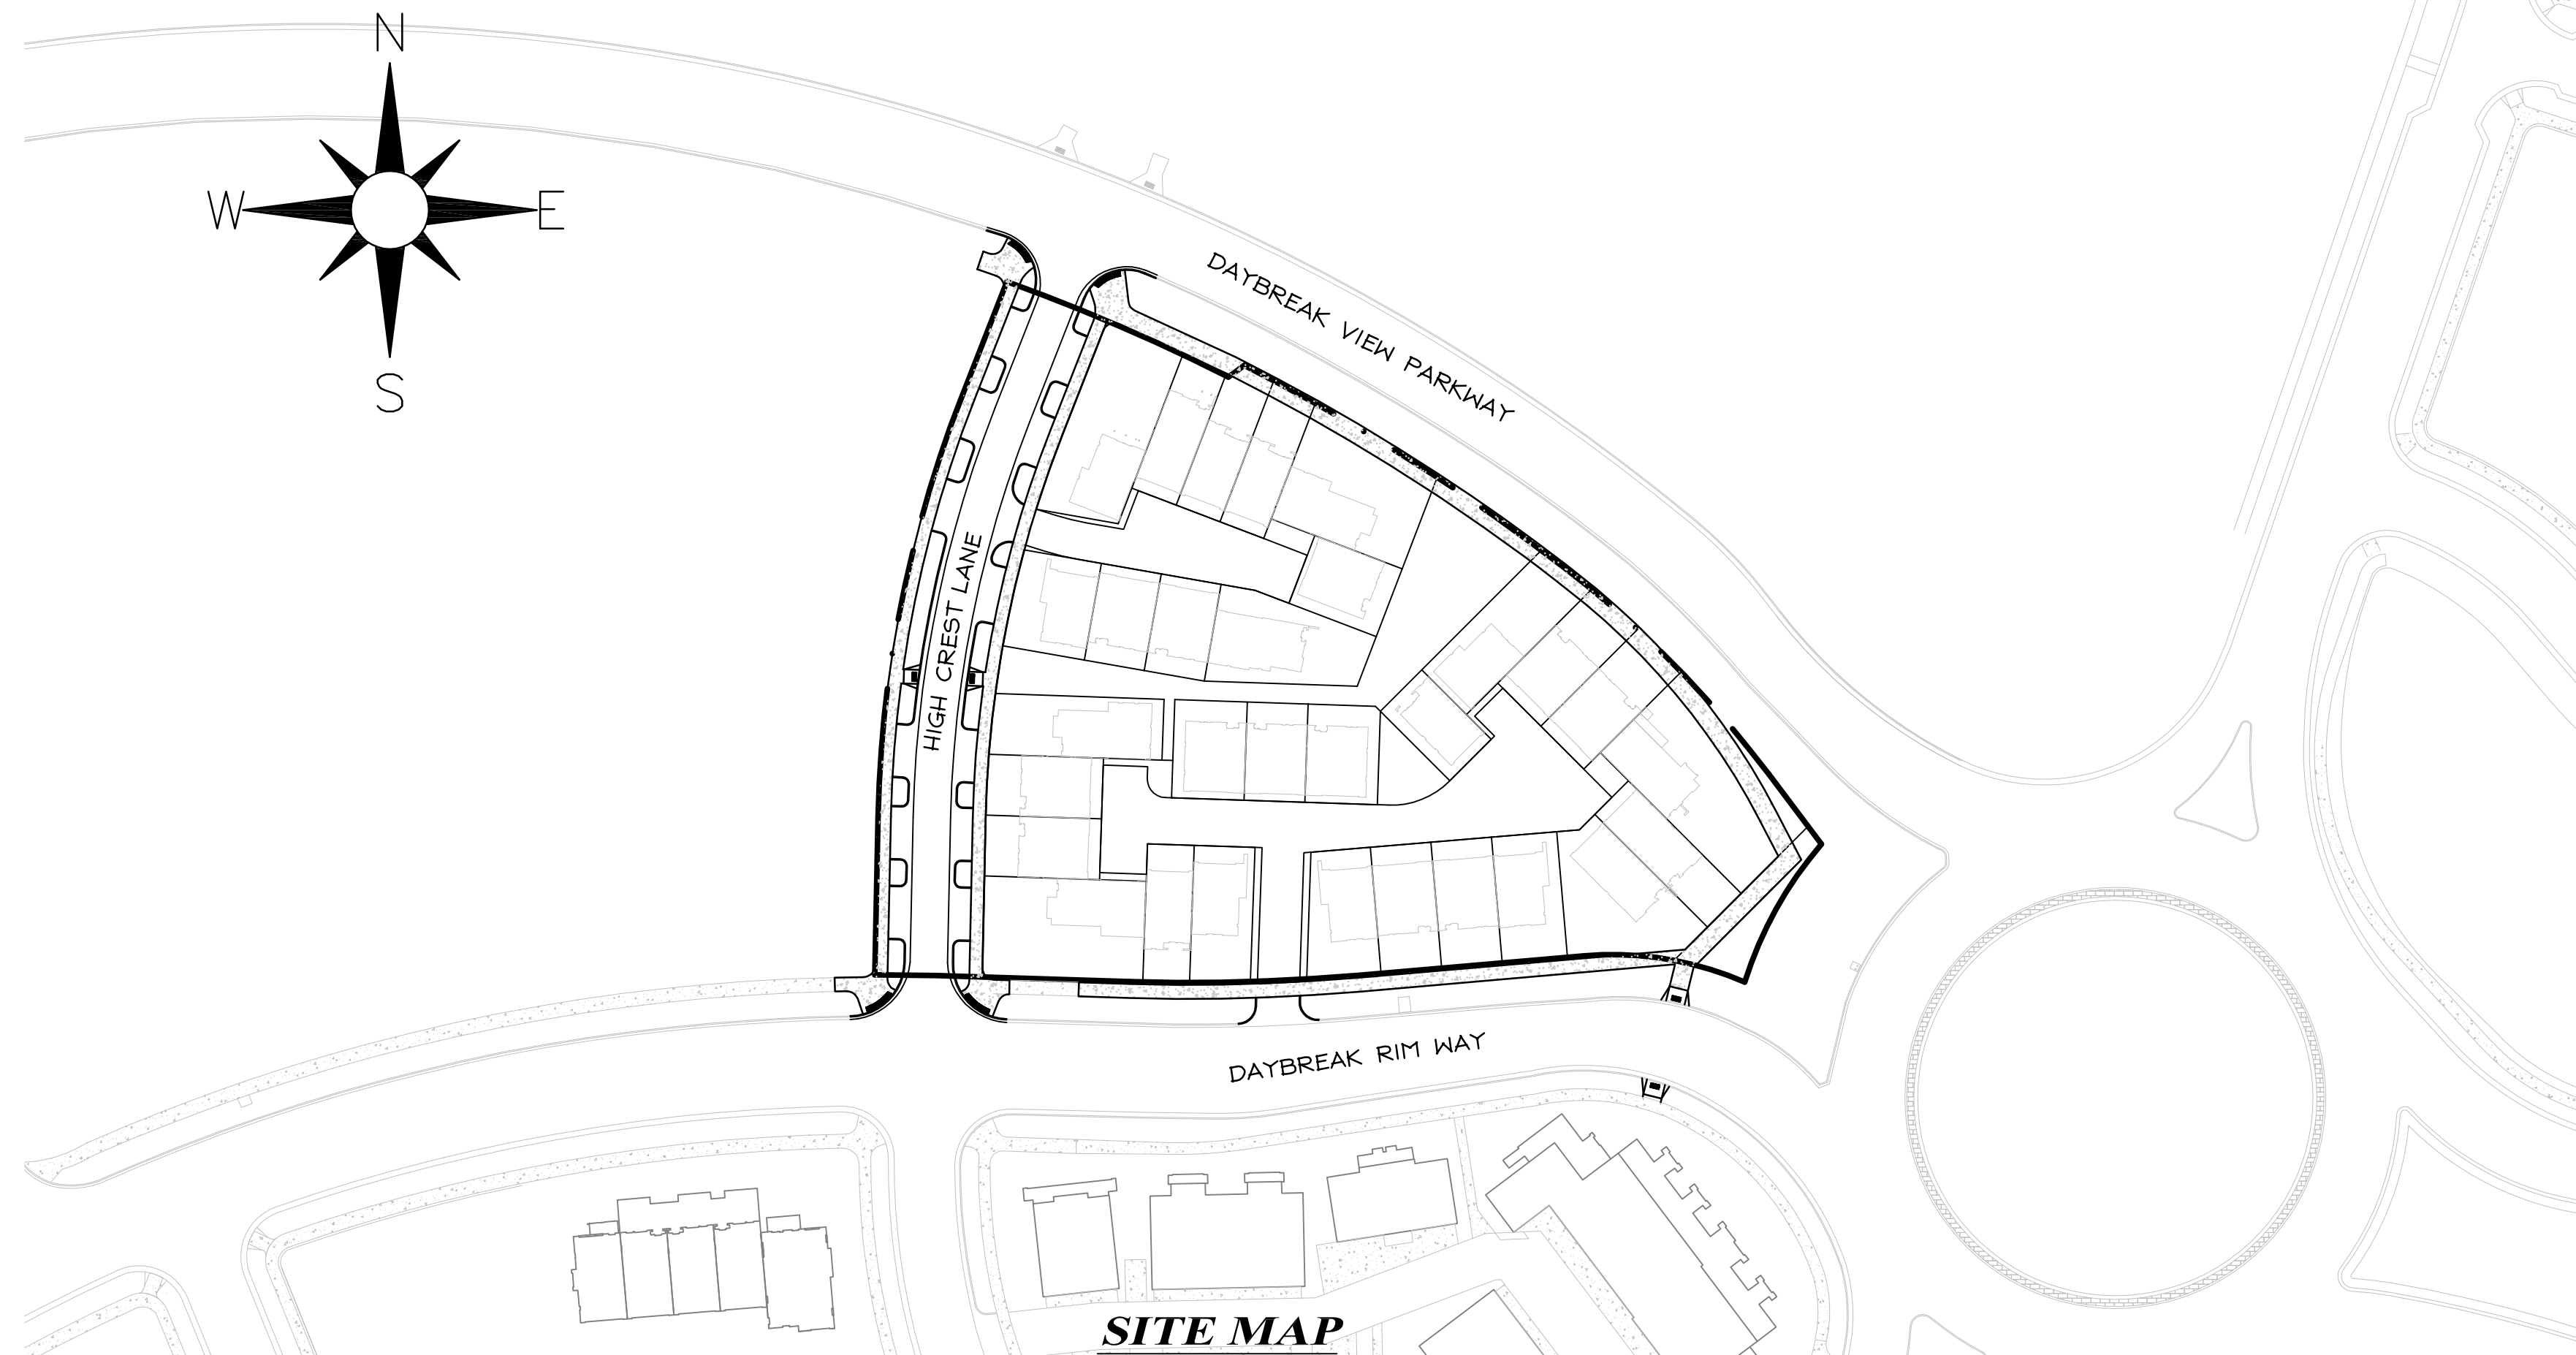 N
W
E
S
DAYBREAK VIEW PARKWAY
HIGH CREST LANE
DAYBREAK RIM WAY
SITE MAP